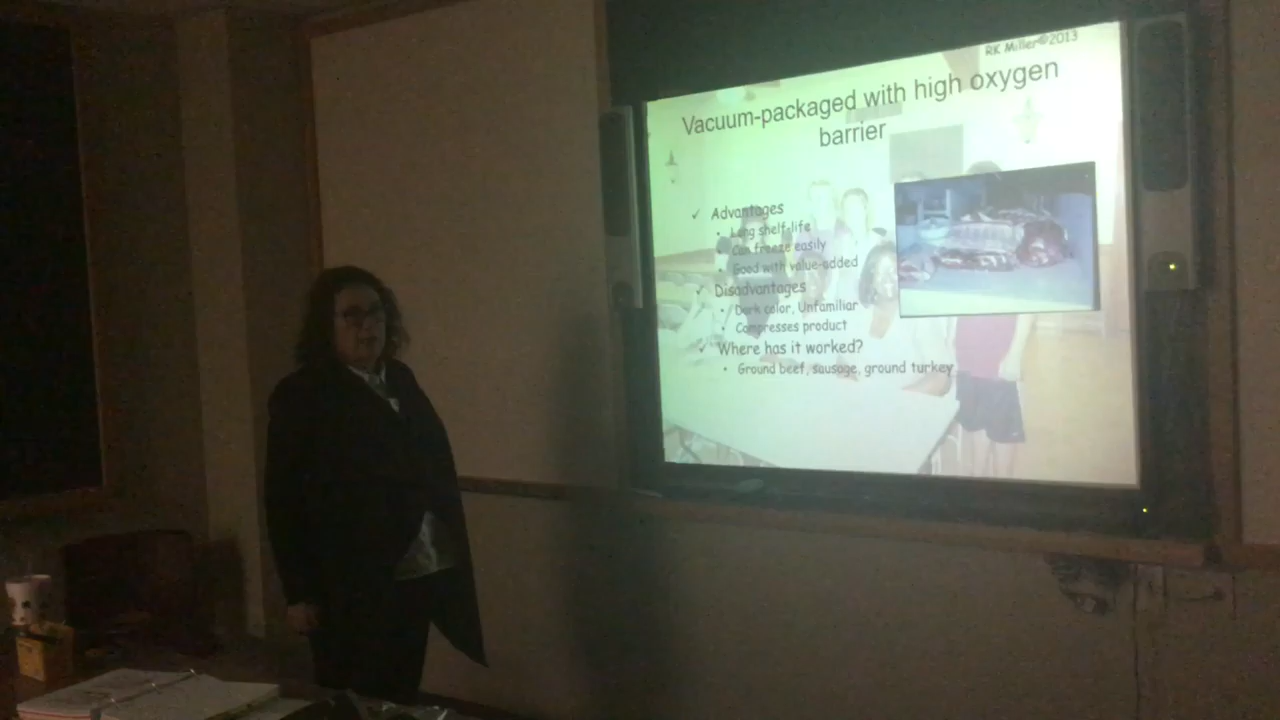 RK Miller©2013
Vacuum-packaged with high oxygen
barrier
✓ Advantages
• Long shelf-life
• Can freeze easily
• Good with value-added
✓ Disadvantages
• Dark color, Unfamiliar
• Compresses product
✓ Where has it worked?
• Ground beef, sausage, ground turkey